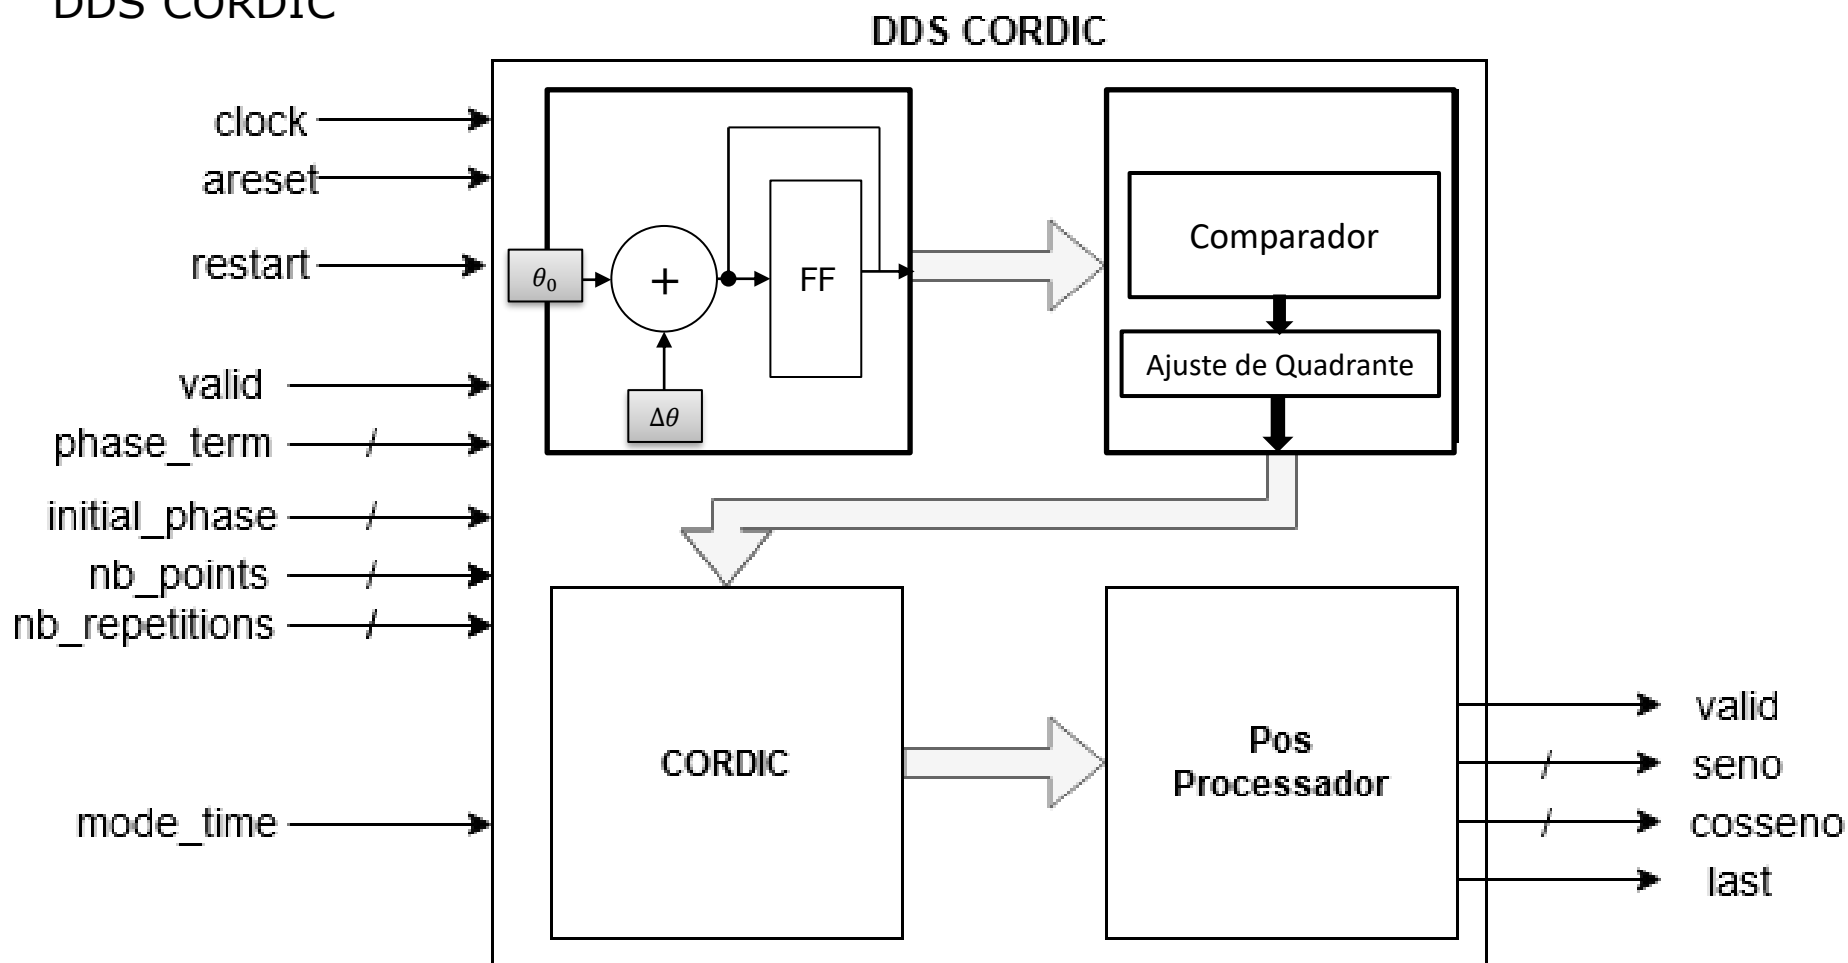 DDS CORDIC
DDS CORDIC
clock
areset
restart
valid
phase_term
initial_phase
nb_points
nb_repetitions
mode_time
θ₀
+
Δθ
FF
Comparador
Ajuste de Quadrante
CORDIC
Pos
Processador
valid
seno
cosseno
last